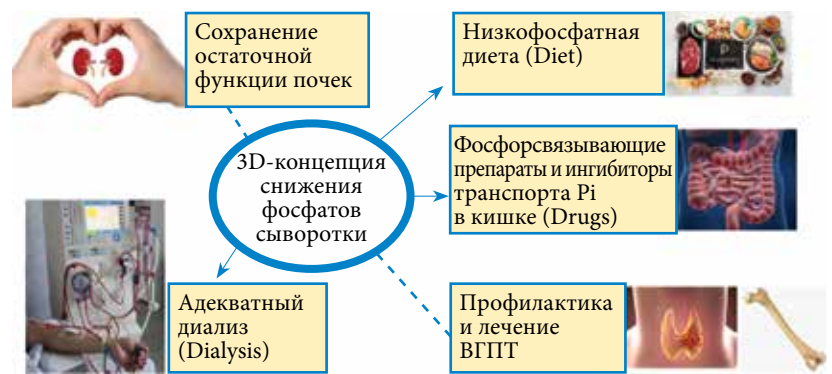 Сохранение
остаточной
функции почек
Низкофосфатная
диета (Diet)
3D-концепция
снижения
фосфатов
сыворотки
Фосфорсвязывающие
препараты и ингибиторы
транспорта Pi
в кишке (Drugs)
Адекватный
диализ
(Dialysis)
Профилактика
и лечение
ВГПТ
P